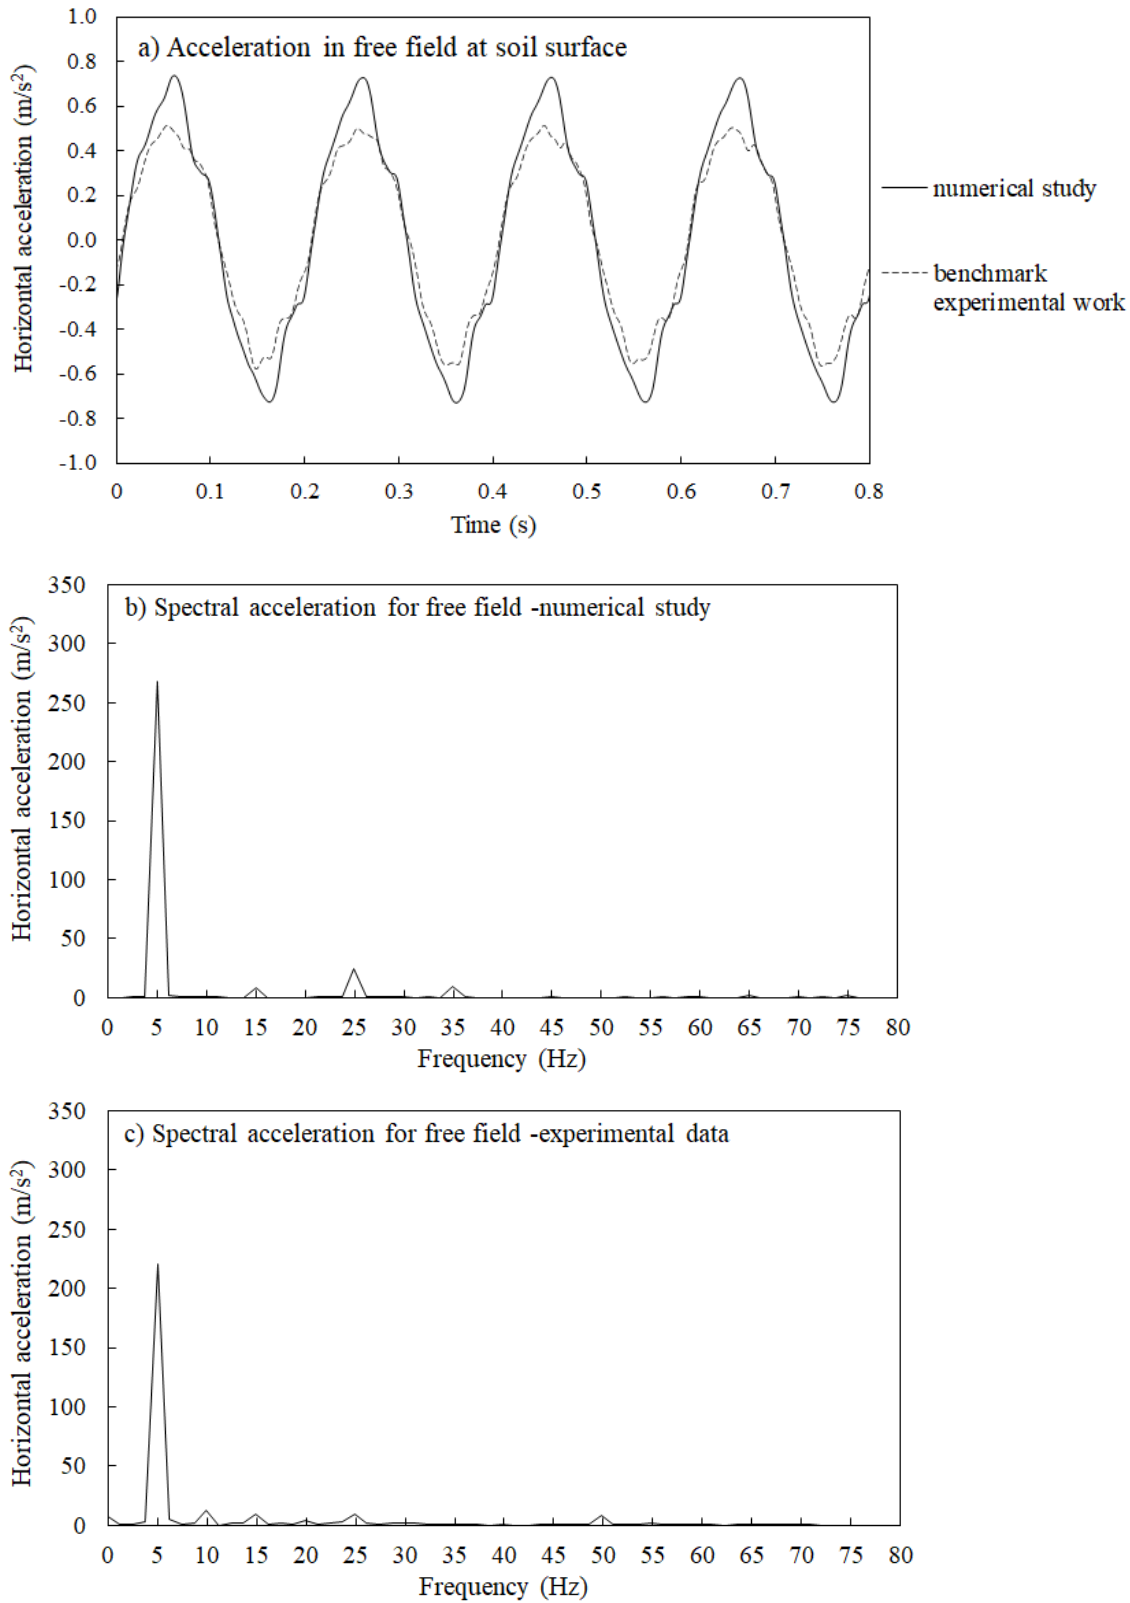 a) Acceleration in free field at soil surface
Horizontal acceleration (m/s²)
1.0
0.8
0.6
0.4
0.2
0.0
-0.2
-0.4
-0.6
-0.8
-1.0
0 0.1 0.2 0.3 0.4 0.5 0.6 0.7 0.8
Time (s)
numerical study
benchmark
experimental work
b) Spectral acceleration for free field -numerical study
Horizontal acceleration (m/s²)
350
300
250
200
150
100
50
0
0 5 10 15 20 25 30 35 40 45 50 55 60 65 70 75 80
Frequency (Hz)
c) Spectral acceleration for free field -experimental data
Horizontal acceleration (m/s²)
350
300
250
200
150
100
50
0
0 5 10 15 20 25 30 35 40 45 50 55 60 65 70 75 80
Frequency (Hz)